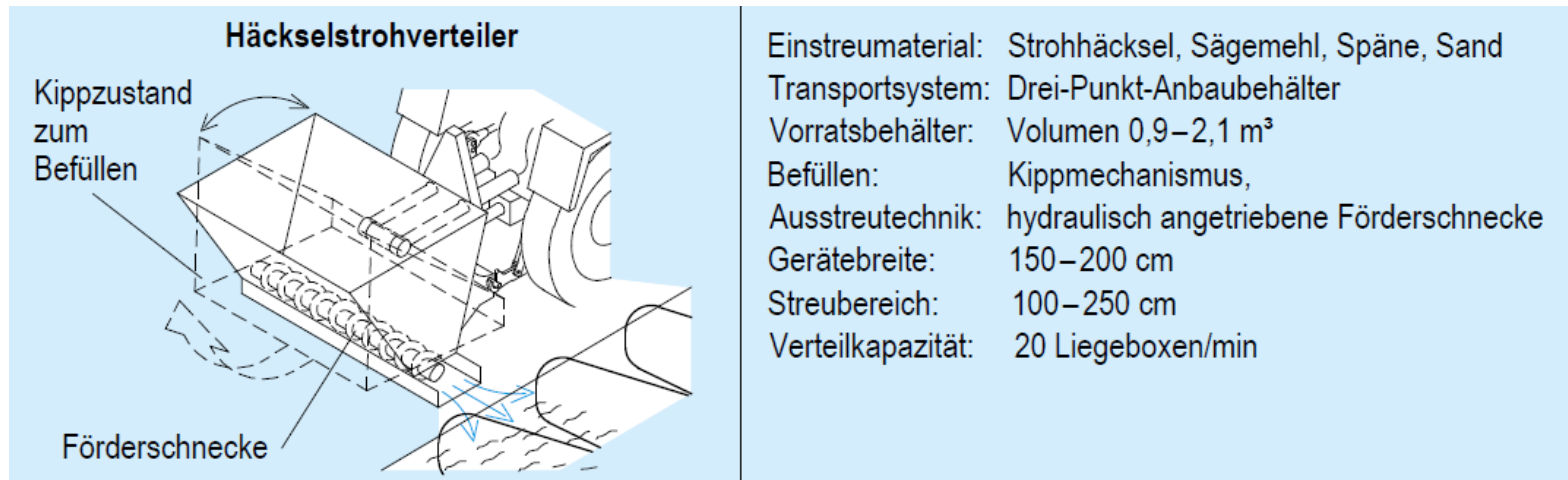 Häckselstrohverteiler
Kippzustand
zum
Befüllen
Förderschnecke
Einstreumaterial: Strohhäcksel, Sägemehl, Späne, Sand
Transportsystem: Drei-Punkt-Anbaubehälter
Vorratsbehälter: Volumen 0,9–2,1 m³
Befüllen: Kippmechanismus,
Ausstreutechnik: hydraulisch angetriebene Förderschnecke
Gerätebreite: 150–200 cm
Streubereich: 100–250 cm
Verteilkapazität: 20 Liegeboxen/min